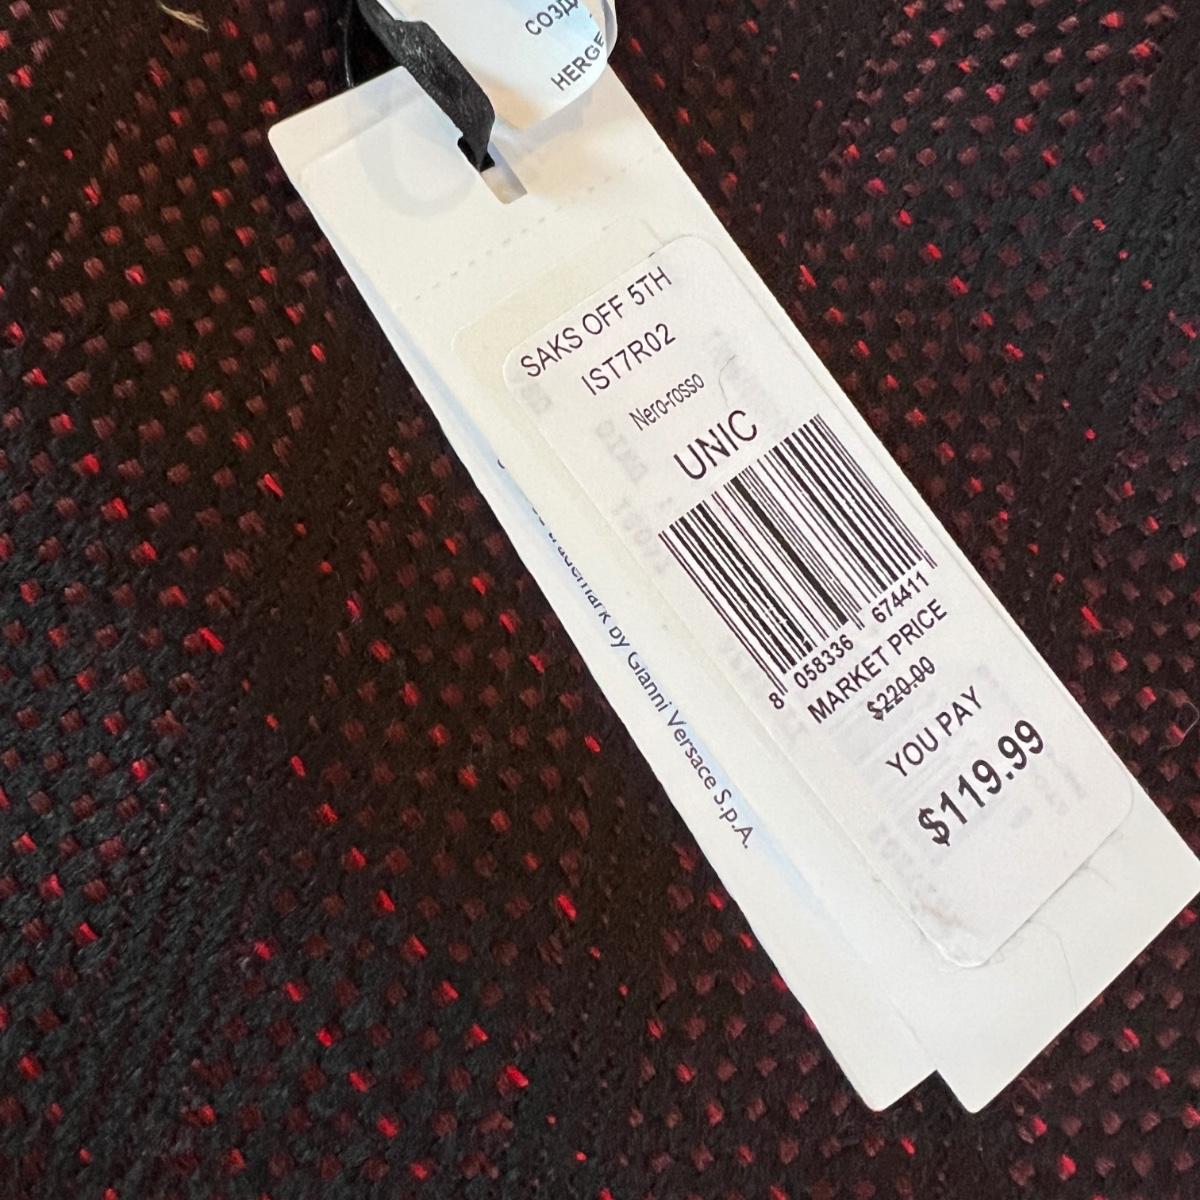 HERGE
SAKS OFF 5TH
IST7R02
Nero-rosso
UNIC
8 058336 674411
MARKET PRICE
$220.00
YOU PAY
$119.99
by Gianni Versace S.p.A.